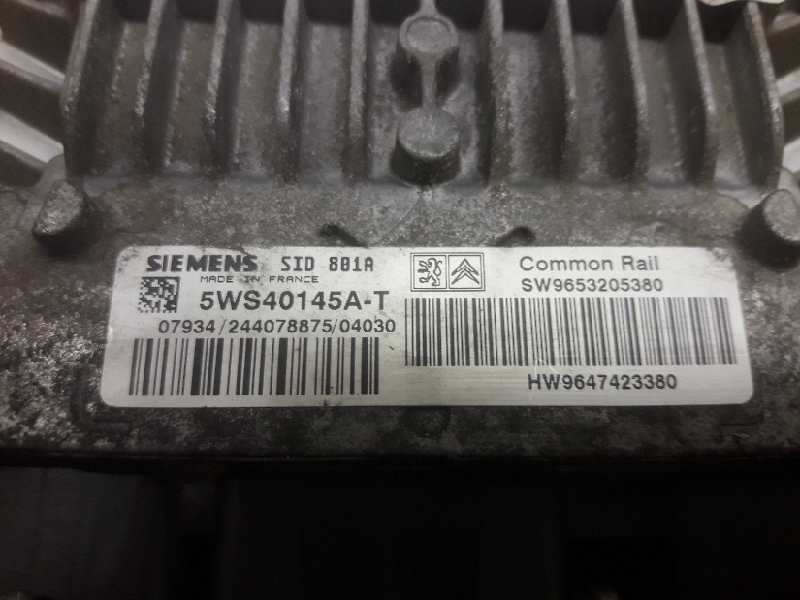 SIEMENS SID 801A
MADE IN FRANCE
5WS40145A-T
07934/244078875/04030
Common Rail
SW9653205380
HW9647423380